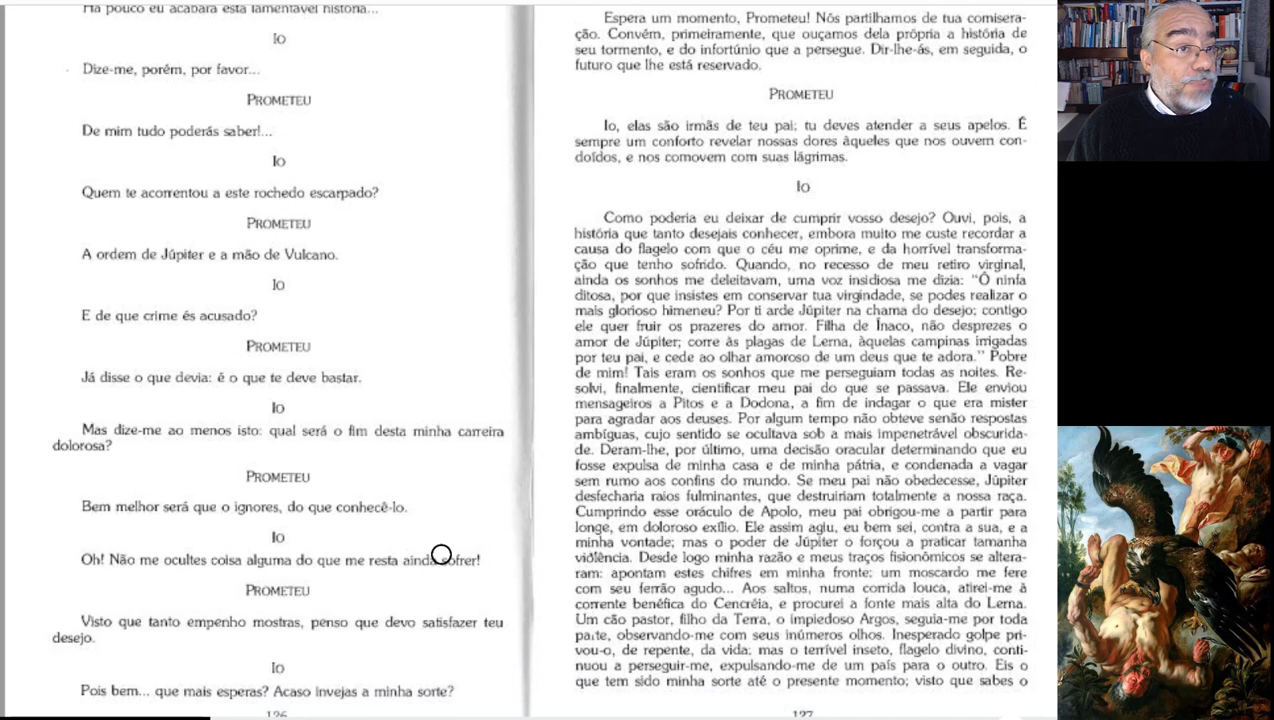 Há pouco eu acabara esta lamentável história...
Io
Dize-me, porém, por favor...
PROMETEU
De mim tudo poderás saber!...
Io
Quem te acorrentou a este rochedo escarpado?
PROMETEU
A ordem de Júpiter e a mão de Vulcano.
Io
E de que crime és acusado?
PROMETEU
Já disse o que devia: é o que te deve bastar.
Io
Mas dize-me ao menos isto: qual será o fim desta minha carreira
dolorosa?
PROMETEU
Bem melhor será que o ignores, do que conhecê-lo.
Io
Oh! Não me ocultes coisa alguma do que me resta ainda sofrer!
PROMETEU
Visto que tanto empenho mostras, penso que devo satisfazer teu
desejo.
Io
Pois bem... que mais esperas? Acaso invejas a minha sorte?
126
Espera um momento, Prometeu! Nós partilhamos de tua comisera-
ção. Convém, primeiramente, que ouçamos dela própria a história de
seu tormento, e do infortúnio que a persegue. Dir-lhe-ás, em seguida, o
futuro que lhe está reservado.
PROMETEU
Io, elas são irmãs de teu pai; tu deves atender a seus apelos. É
sempre um conforto revelar nossas dores àqueles que nos ouvem con-
doídos, e nos comovem com suas lágrimas.
Io
Como poderia eu deixar de cumprir vosso desejo? Ouvi, pois, a
história que tanto desejais conhecer, embora muito me custe recordar a
causa do flagelo com que o céu me oprime, e da horrível transforma-
ção que tenho sofrido. Quando, no recesso de meu retiro virginal,
ainda os sonhos me deleitavam, uma voz insidiosa me dizia: "Ó ninfa
ditosa, por que insistes em conservar tua virgindade, se podes realizar o
mais glorioso himeneu? Por ti arde Júpiter na chama do desejo; contigo
ele quer fruir os prazeres do amor. Filha de Ínaco, não desprezes o
amor de Júpiter; corre às plagas de Lerna, àquelas campinas irrigadas
por teu pai, e cede ao olhar amoroso de um deus que te adora." Pobre
de mim! Tais eram os sonhos que me perseguiam todas as noites. Re-
solvi, finalmente, cientificar meu pai do que se passava. Ele enviou
mensageiros a Pitos e a Dodona, a fim de indagar o que era mister
para agradar aos deuses. Por algum tempo não obteve senão respostas
ambíguas, cujo sentido se ocultava sob a mais impenetrável obscurida-
de. Deram-lhe, por último, uma decisão oracular determinando que eu
fosse expulsa de minha casa e de minha pátria, e condenada a vagar
sem rumo aos confins do mundo. Se meu pai não obedecesse, Júpiter
desfecharia raios fulminantes, que destruiriam totalmente a nossa raça.
Cumprindo esse oráculo de Apolo, meu pai obrigou-me a partir para
longe, em doloroso exílio. Ele assim agiu, eu bem sei, contra a sua, e a
minha vontade; mas o poder de Júpiter o forçou a praticar tamanha
violência. Desde logo minha razão e meus traços fisionômicos se altera-
ram: apontam estes chifres em minha fronte; um moscardo me fere
com seu ferrão agudo... Aos saltos, numa corrida louca, atirei-me à
corrente benéfica do Cencréia, e procurei a fonte mais alta do Lerna.
Um cão pastor, filho da Terra, o impiedoso Argos, seguia-me por toda
parte, observando-me com seus inúmeros olhos. Inesperado golpe pri-
vou-o, de repente, da vida; mas o terrível inseto, flagelo divino, conti-
nuou a perseguir-me, expulsando-me de um país para o outro. Eis o
que tem sido minha sorte até o presente momento; visto que sabes o
127